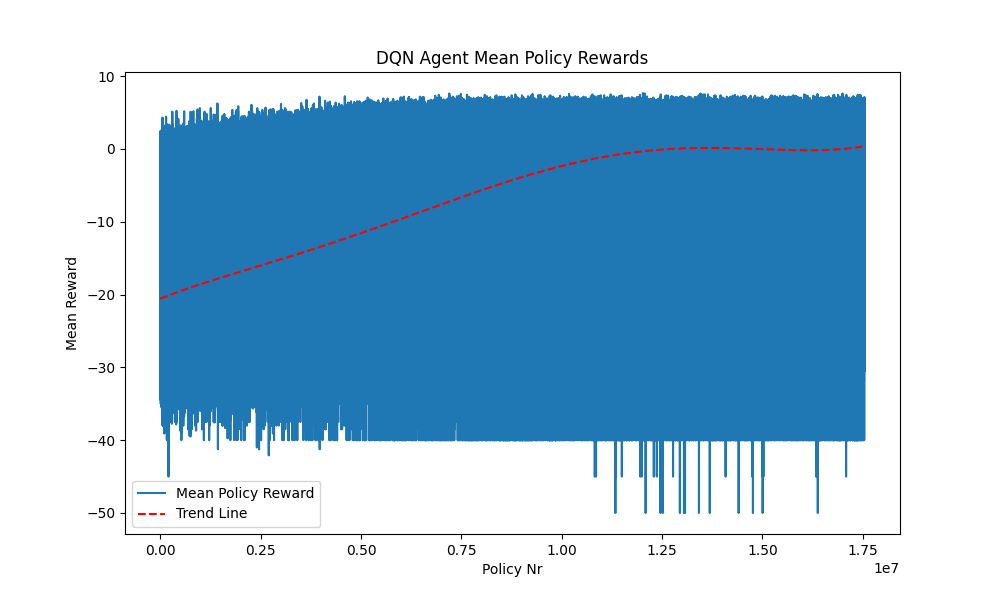 DQN Agent Mean Policy Rewards
10
0
−10
−20
−30
−40
−50
Mean Reward
Mean Policy Reward
Trend Line
0.00
0.25
0.50
0.75
1.00
1.25
1.50
1.75
1e7
Policy Nr